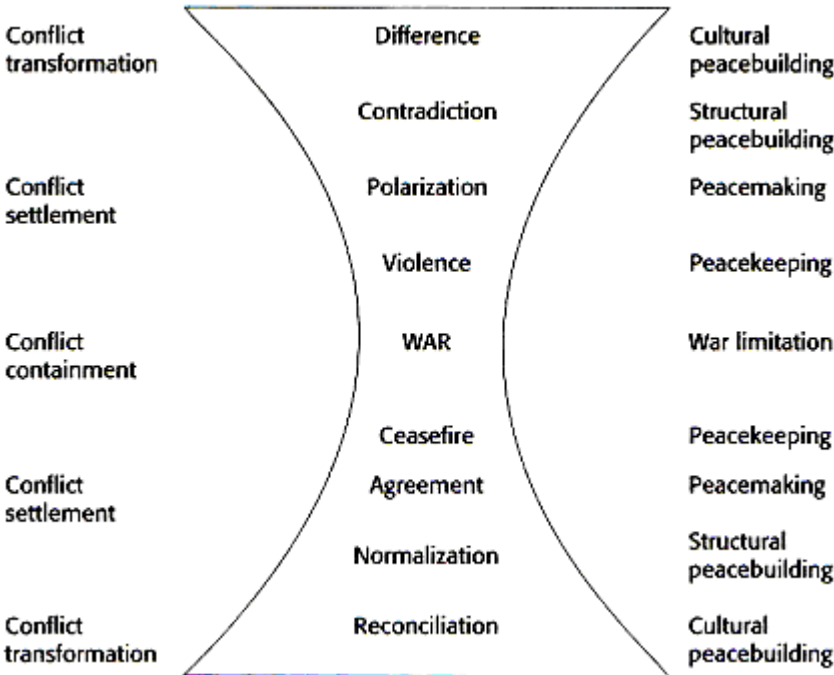 Conflict
transformation
Difference
Cultural
peacebuilding
Contradiction
Structural
peacebuilding
Conflict
settlement
Polarization
Peacemaking
Violence
Peacekeeping
Conflict
containment
WAR
War limitation
Ceasefire
Peacekeeping
Conflict
settlement
Agreement
Peacemaking
Normalization
Structural
peacebuilding
Conflict
transformation
Reconciliation
Cultural
peacebuilding